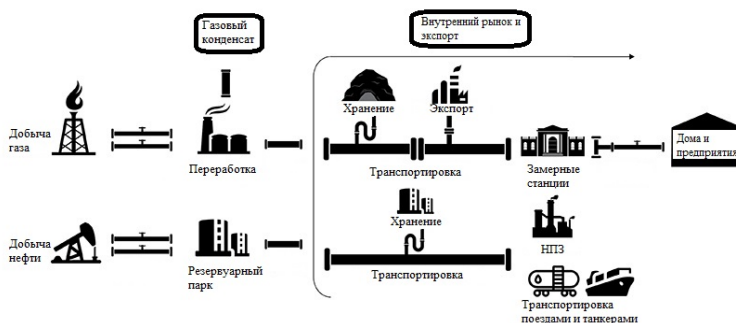 Газовый
конденсат
Внутренний рынок и
экспорт
Хранение
Экспорт
Добыча
газа
Переработка
Транспортировка
Замерные
станции
Дома и
предприятия
Хранение
Добыча
нефти
Резервуарный
парк
Транспортировка
НПЗ
Транспортировка
поездами и танкерами